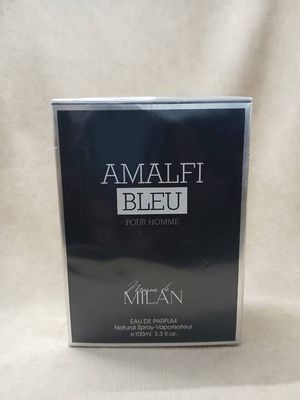 AMALFI
BLEU
POUR HOMME
MILAN
EAU DE PARFUM
Natural Spray-Vaporisateur
e100ml. 3.3 fl.oz.